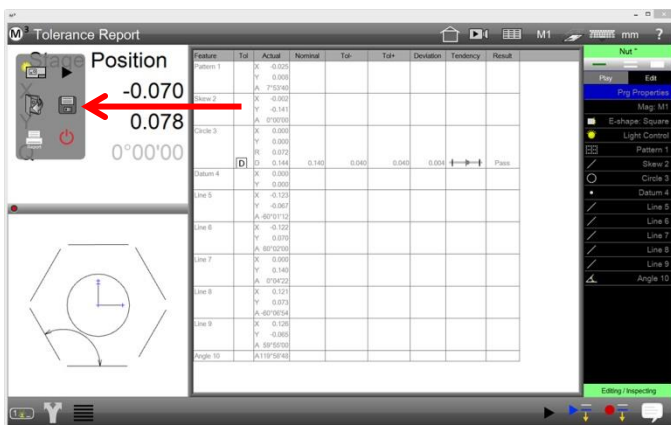 M³ Tolerance Report
M1
mm
?
Stage Position
X
-0.070
0.078
Q
0°00'00
Feature Tol Actual Nominal Tol- Tol+ Deviation Tendency Result
Pattern 1 X -0.025
Y 0.000
A 7°53'40
Skew 2 X -0.002
Y -0.141
A 0°00'00
Circle 3 X 0.000
Y 0.000
R 0.072
D D 0.144 0.140 0.040 0.040 0.004 Pass
Datum 4 X 0.000
Y 0.000
Line 5 X -0.123
Y -0.067
A -60°01'12
Line 6 X -0.122
Y 0.070
A 60°02'00
Line 7 X 0.000
Y 0.140
A 0°04'22
Line 8 X 0.121
Y 0.073
A -60°06'54
Line 9 X 0.126
Y -0.065
A 59°55'00
Angle 10 A 119°56'48
Nut *
Play Edit
Prg Properties
Mag: M1
E-shape: Square
Light Control
Pattern 1
Skew 2
Circle 3
Datum 4
Line 5
Line 6
Line 7
Line 8
Line 9
Angle 10
Editing / Inspecting